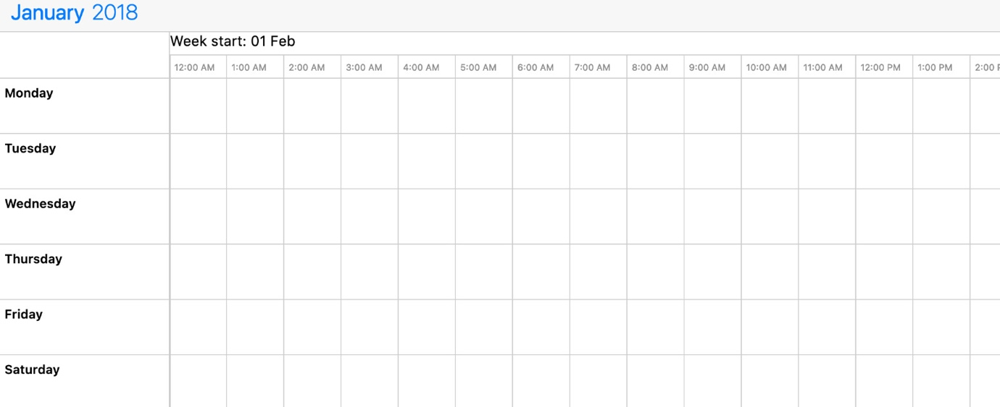 January 2018
Week start: 01 Feb
12:00 AM 1:00 AM 2:00 AM 3:00 AM 4:00 AM 5:00 AM 6:00 AM 7:00 AM 8:00 AM 9:00 AM 10:00 AM 11:00 AM 12:00 PM 1:00 PM 2:00
Monday
Tuesday
Wednesday
Thursday
Friday
Saturday